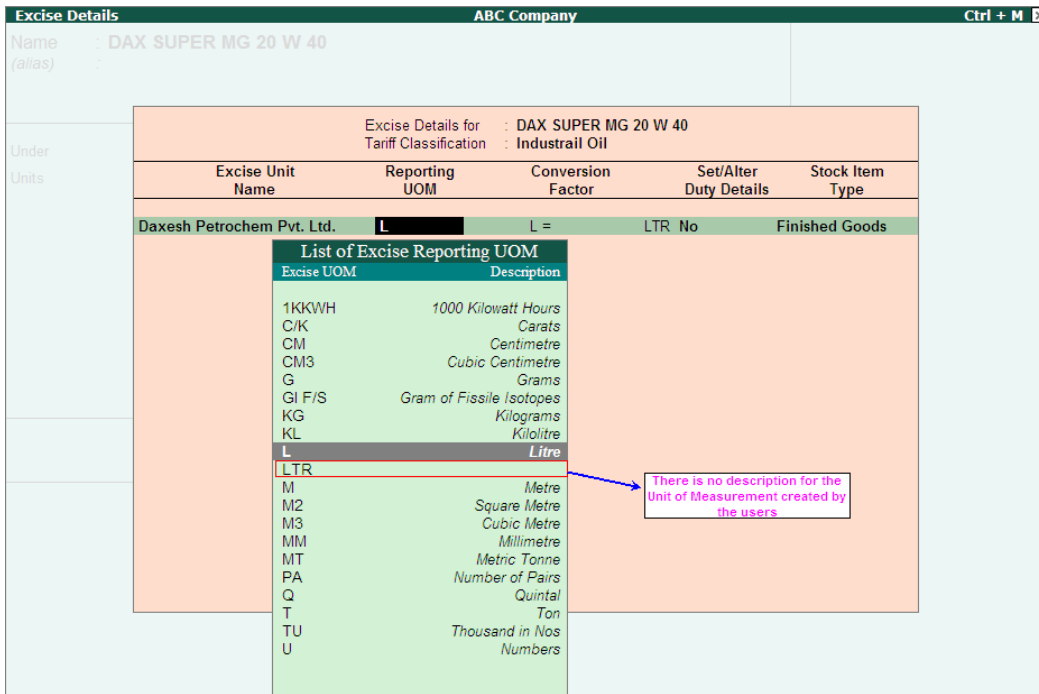 Excise Details ABC Company Ctrl + M
Name : DAX SUPER MG 20 W 40
(alias) :
Excise Details for : DAX SUPER MG 20 W 40
Tariff Classification : Industrail Oil
Under
Units
Excise Unit Reporting Conversion Set/Alter Stock Item
Name UOM Factor Duty Details Type
Daxesh Petrochem Pvt. Ltd. L L = LTR No Finished Goods
List of Excise Reporting UOM
Excise UOM Description
1KKWH 1000 Kilowatt Hours
C/K Carats
CM Centimetre
CM3 Cubic Centimetre
G Grams
GI F/S Gram of Fissile Isotopes
KG Kilograms
KL Kilolitre
L Litre
LTR
There is no description for the
Unit of Measurement created by
the users
M Metre
M2 Square Metre
M3 Cubic Metre
MM Millimetre
MT Metric Tonne
PA Number of Pairs
Q Quintal
T Ton
TU Thousand in Nos
U Numbers